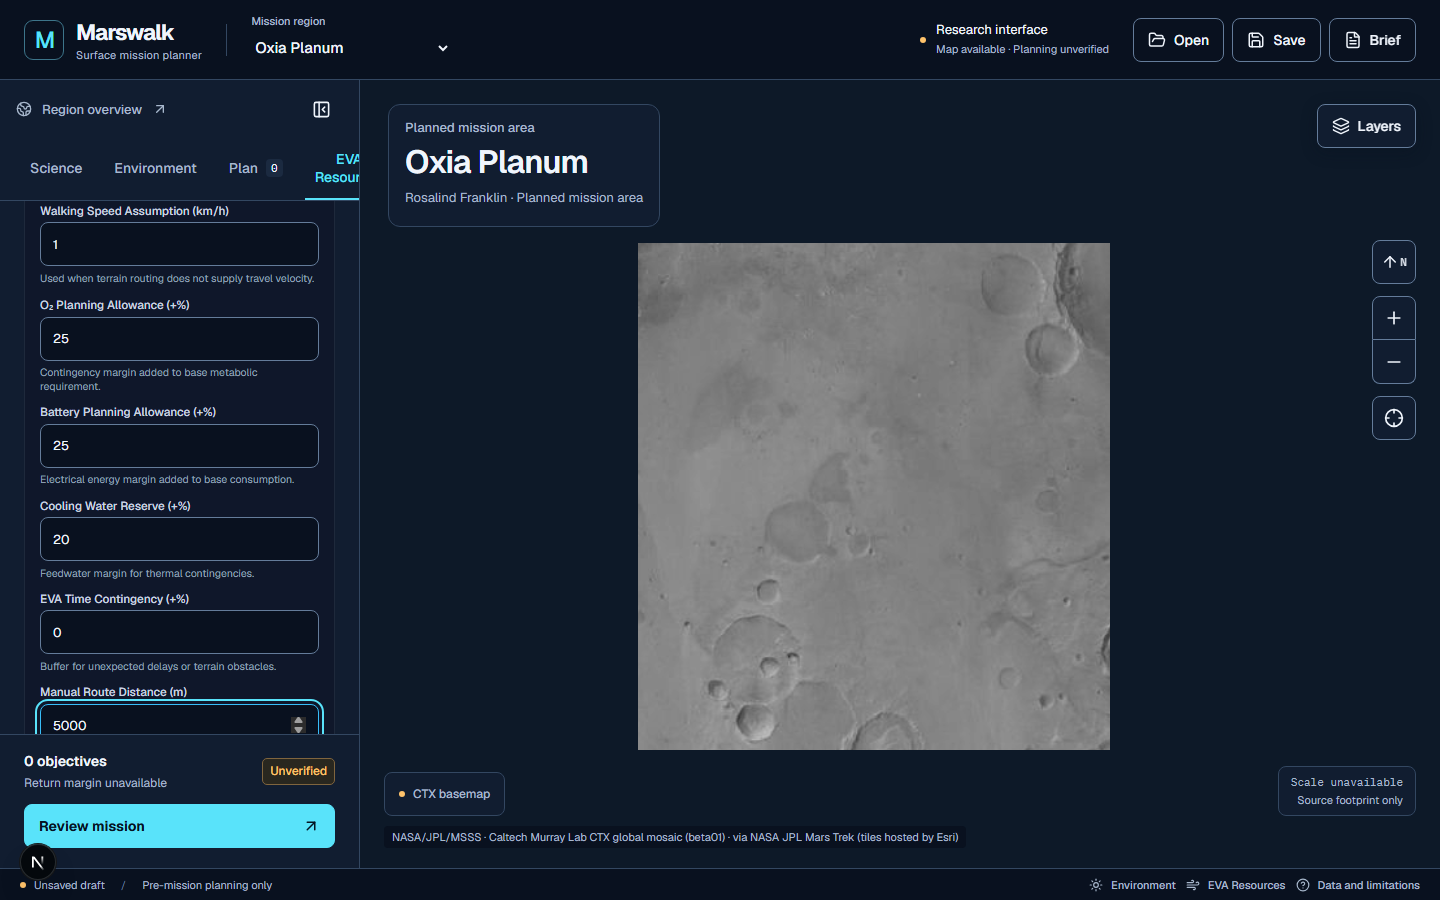 M
Marswalk
Surface mission planner
Mission region
Oxia Planum
Research interface
Map available · Planning unverified
Open
Save
Brief
Region overview
Science
Environment
Plan 0
EVA
Resour
Walking Speed Assumption (km/h)
1
Used when terrain routing does not supply travel velocity.
O₂ Planning Allowance (+%)
25
Contingency margin added to base metabolic
requirement.
Battery Planning Allowance (+%)
25
Electrical energy margin added to base consumption.
Cooling Water Reserve (+%)
20
Feedwater margin for thermal contingencies.
EVA Time Contingency (+%)
0
Buffer for unexpected delays or terrain obstacles.
Manual Route Distance (m)
5000
0 objectives
Return margin unavailable
Unverified
Review mission
N
Planned mission area
Oxia Planum
Rosalind Franklin · Planned mission area
Layers
N
CTX basemap
Scale unavailable
Source footprint only
NASA/JPL/MSSS · Caltech Murray Lab CTX global mosaic (beta01) · via NASA JPL Mars Trek (tiles hosted by Esri)
Unsaved draft / Pre-mission planning only
Environment
EVA Resources
Data and limitations